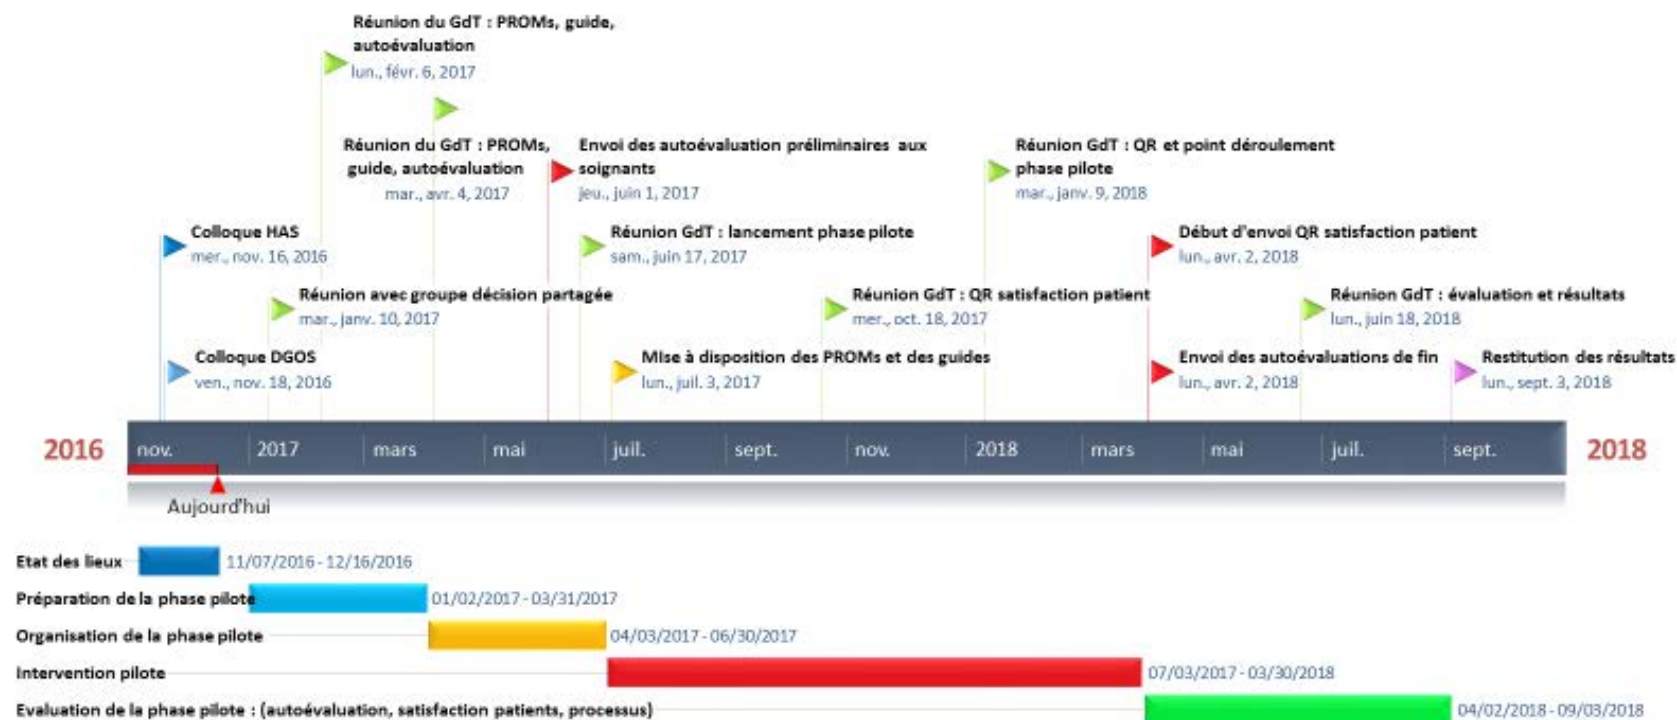 Réunion du GdT : PROMs, guide,
autoévaluation
lun., févr. 6, 2017
Réunion du GdT : PROMs,
guide, autoévaluation
mar., avr. 4, 2017
Envoi des autoévaluation préliminaires aux
soignants
jeu., juin 1, 2017
Réunion GdT : QR et point déroulement
phase pilote
mar., janv. 9, 2018
Colloque HAS
mer., nov. 16, 2016
Réunion GdT : lancement phase pilote
sam., juin 17, 2017
Début d'envoi QR satisfaction patient
lun., avr. 2, 2018
Réunion avec groupe décision partagée
mar., janv. 10, 2017
Réunion GdT : QR satisfaction patient
mer., oct. 18, 2017
Réunion GdT : évaluation et résultats
lun., juin 18, 2018
Colloque DGOS
ven., nov. 18, 2016
MIse à disposition des PROMs et des guides
lun., juil. 3, 2017
Envoi des autoévaluations de fin
lun., avr. 2, 2018
Restitution des résultats
lun., sept. 3, 2018
2016 nov. 2017 mars mai juil. sept. nov. 2018 mars mai juil. sept. 2018
Aujourd'hui
Etat des lieux 11/07/2016 - 12/16/2016
Préparation de la phase pilote 01/02/2017 - 03/31/2017
Organisation de la phase pilote 04/03/2017 - 06/30/2017
Intervention pilote 07/03/2017 - 03/30/2018
Evaluation de la phase pilote : (autoévaluation, satisfaction patients, processus) 04/02/2018 - 09/03/2018